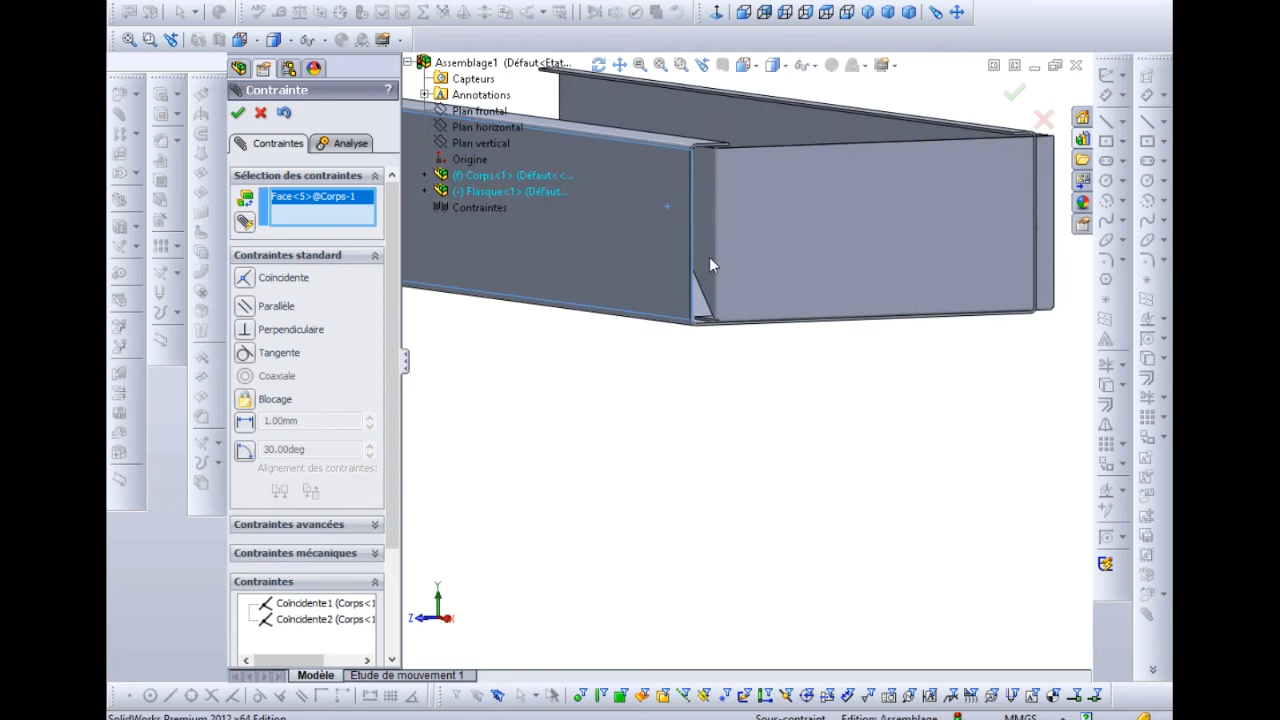 Assemblage1 (Défaut<Etat...
Capteurs
Annotations
Plan frontal
Plan horizontal
Plan vertical
Origine
(f) Corps<1> (Défaut<<...
(-) Flasque<1> (Défaut...
Contraintes
Contrainte
?
Contraintes
Analyse
Sélection des contraintes
Face<5>@Corps-1
Contraintes standard
Coïncidente
Parallèle
Perpendiculaire
Tangente
Coaxiale
Blocage
1.00mm
30.00deg
Alignement des contraintes:
Contraintes avancées
Contraintes mécaniques
Contraintes
Coïncidente1 (Corps<1
Coïncidente2 (Corps<1
Y
Z
X
Modèle
Etude de mouvement 1
SolidWorks Premium 2012 x64 Edition
Sous-contraint
Edition: Assemblage
MMGS